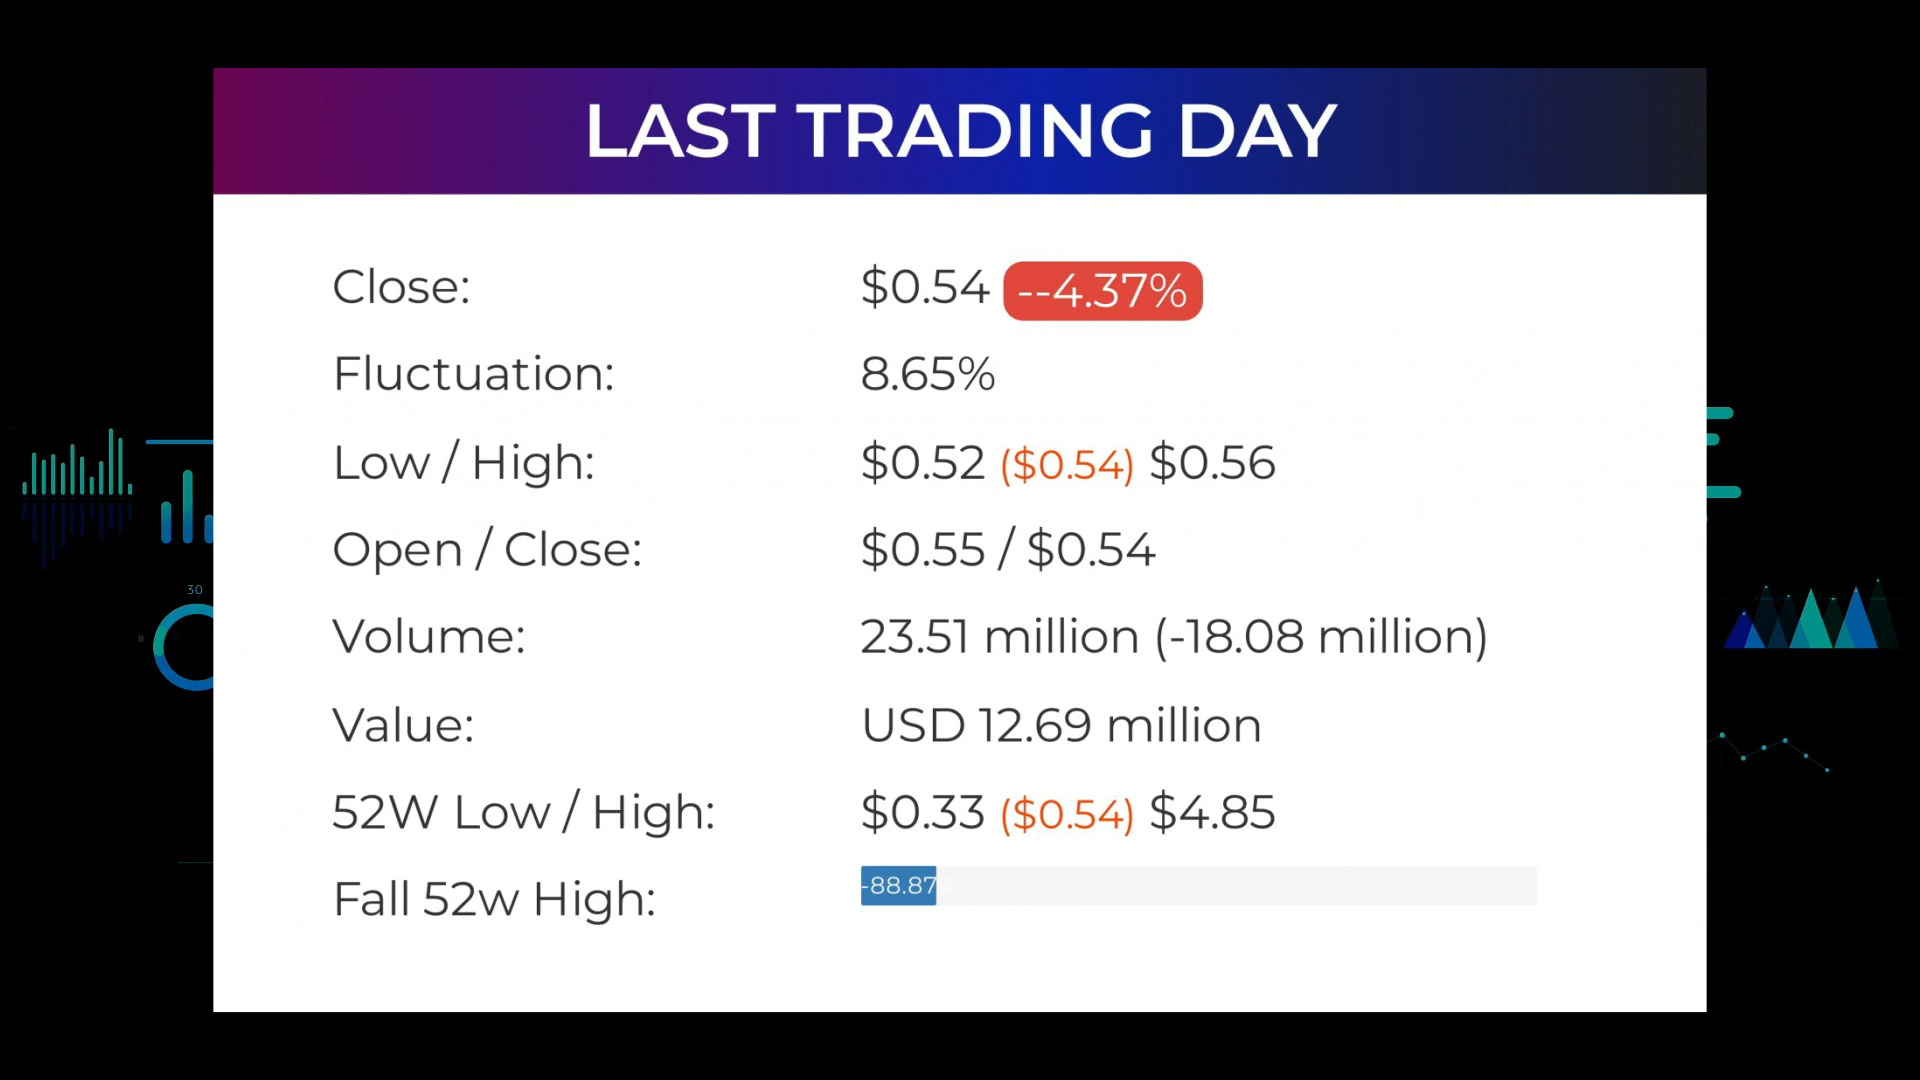 LAST TRADING DAY
Close: $0.54 --4.37%
Fluctuation: 8.65%
Low / High: $0.52 ($0.54) $0.56
Open / Close: $0.55 / $0.54
Volume: 23.51 million (-18.08 million)
Value: USD 12.69 million
52W Low / High: $0.33 ($0.54) $4.85
Fall 52w High: -88.87%
30
8